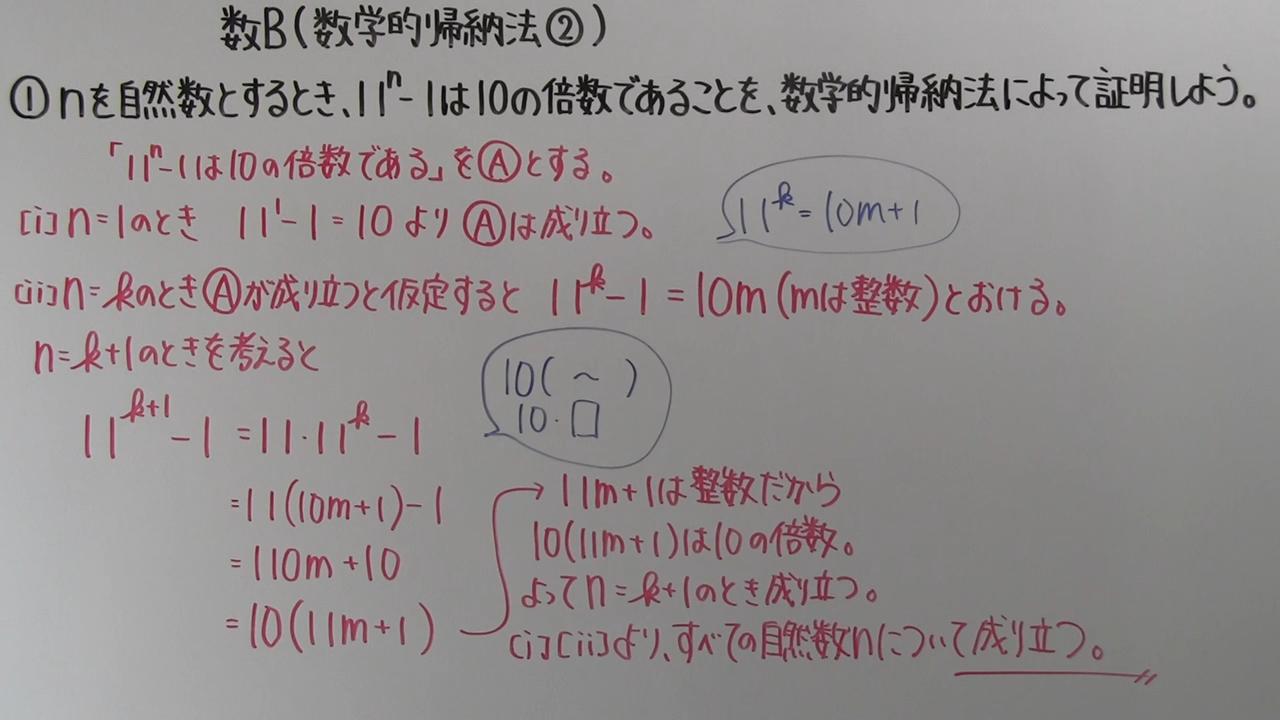 数B(数学的帰納法②)
①nを自然数とするとき、11^n-1は10の倍数であることを、数学的帰納法によって証明しよう。
「11^n-1は10の倍数である」をⒶとする。
[i]n=1のとき 11^1-1=10よりⒶは成り立つ。
11^k=10m+1
[ii]n=kのときⒶが成り立つと仮定すると 11^k-1=10m(mは整数)とおける。
n=k+1のときを考えると
10(~)
10・□
11^{k+1}-1=11・11^k-1
=11(10m+1)-1
=110m+10
=10(11m+1)
→11m+1は整数だから
10(11m+1)は10の倍数。
よってn=k+1のとき成り立つ。
[i][ii]より、すべての自然数nについて成り立つ。